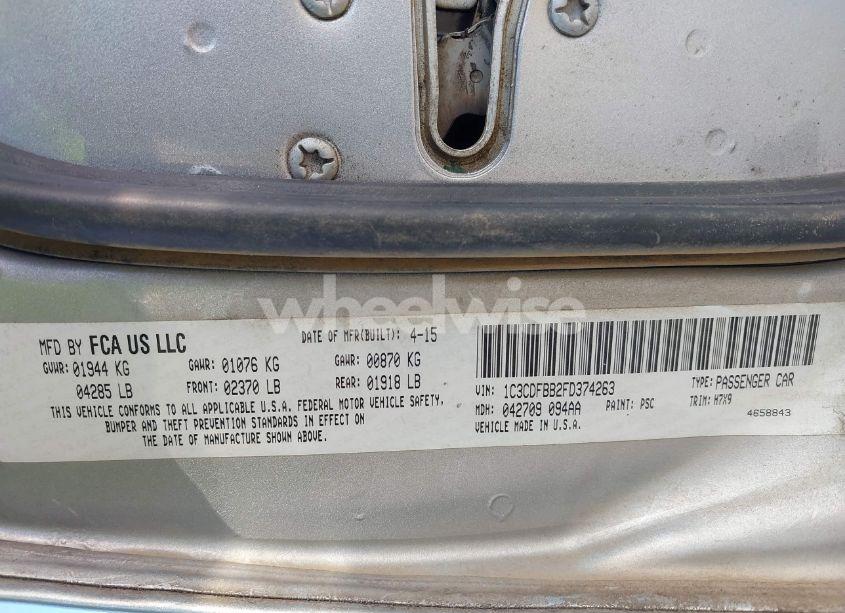 wheelwise
MFD BY FCA US LLC
DATE OF MFR(BUILT): 4-15
GVWR: 01944 KG GAWR: 01076 KG GAWR: 00870 KG
04285 LB FRONT: 02370 LB REAR: 01918 LB
THIS VEHICLE CONFORMS TO ALL APPLICABLE U.S.A. FEDERAL MOTOR VEHICLE SAFETY,
BUMPER AND THEFT PREVENTION STANDARDS IN EFFECT ON
THE DATE OF MANUFACTURE SHOWN ABOVE.
VIN: 1C3CDFBB2FD374263 TYPE: PASSENGER CAR
MDH: 042709 094AA PAINT: PSC TRIM: H7X9
VEHICLE MADE IN U.S.A. 4658843